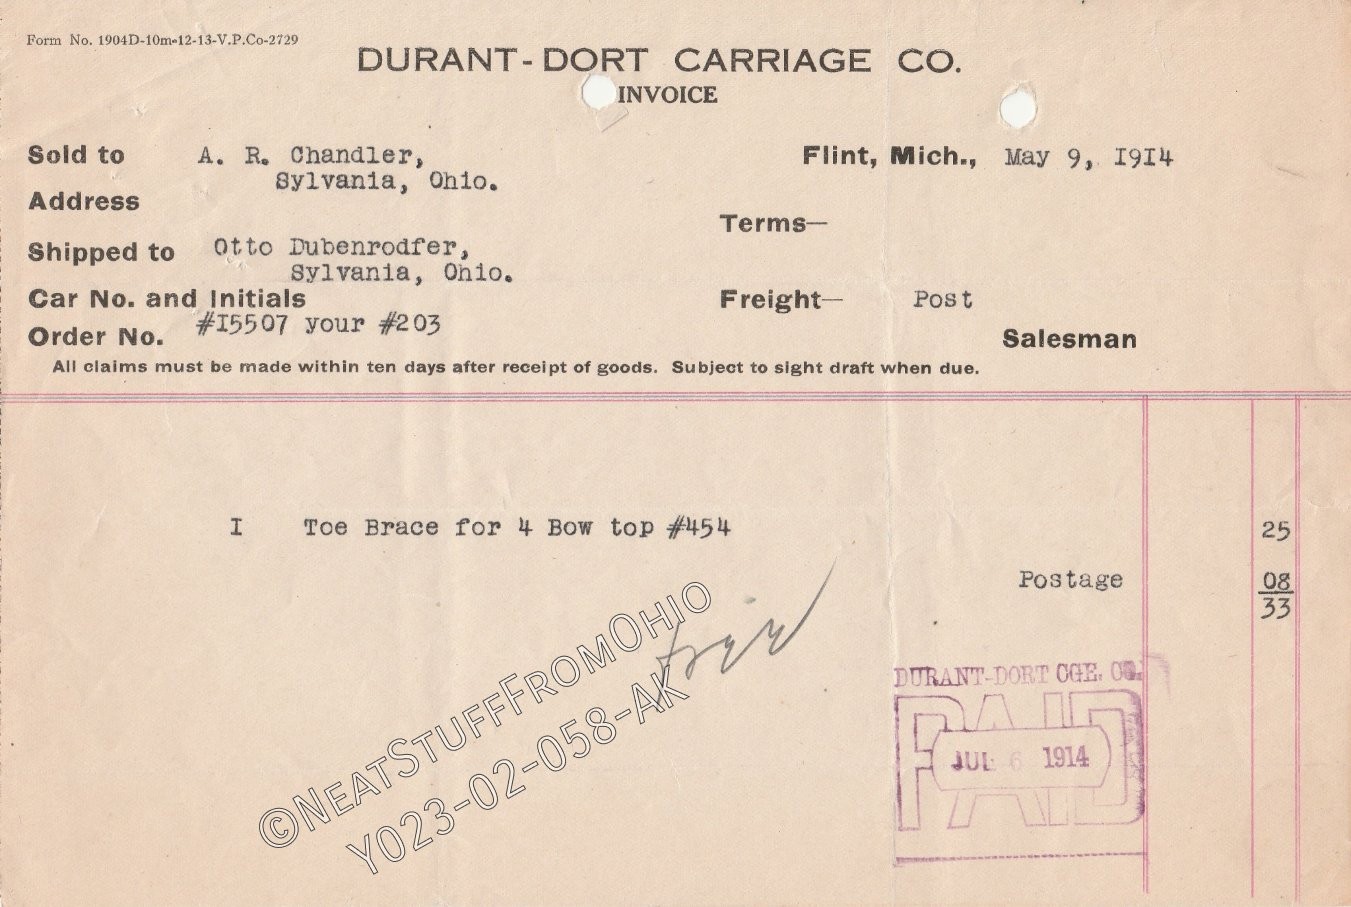 Form No. 1904D-10m-12-13-V.P.Co-2729
DURANT-DORT CARRIAGE CO.
INVOICE
Sold to A. R. Chandler, Flint, Mich., May 9, I9I4
Sylvania, Ohio.
Address
Terms—
Shipped to Otto Dubenrodfer,
Sylvania, Ohio.
Car No. and Initials Freight— Post
Order No. #I5507 your #203
Salesman
All claims must be made within ten days after receipt of goods. Subject to sight draft when due.
I Toe Brace for 4 Bow top #454 25
Postage 08
33
DURANT-DORT CGE. CO.
PAID
JUL 6 1914
©NEATSTUFFFROMOHIO
Y023-02-058-AK